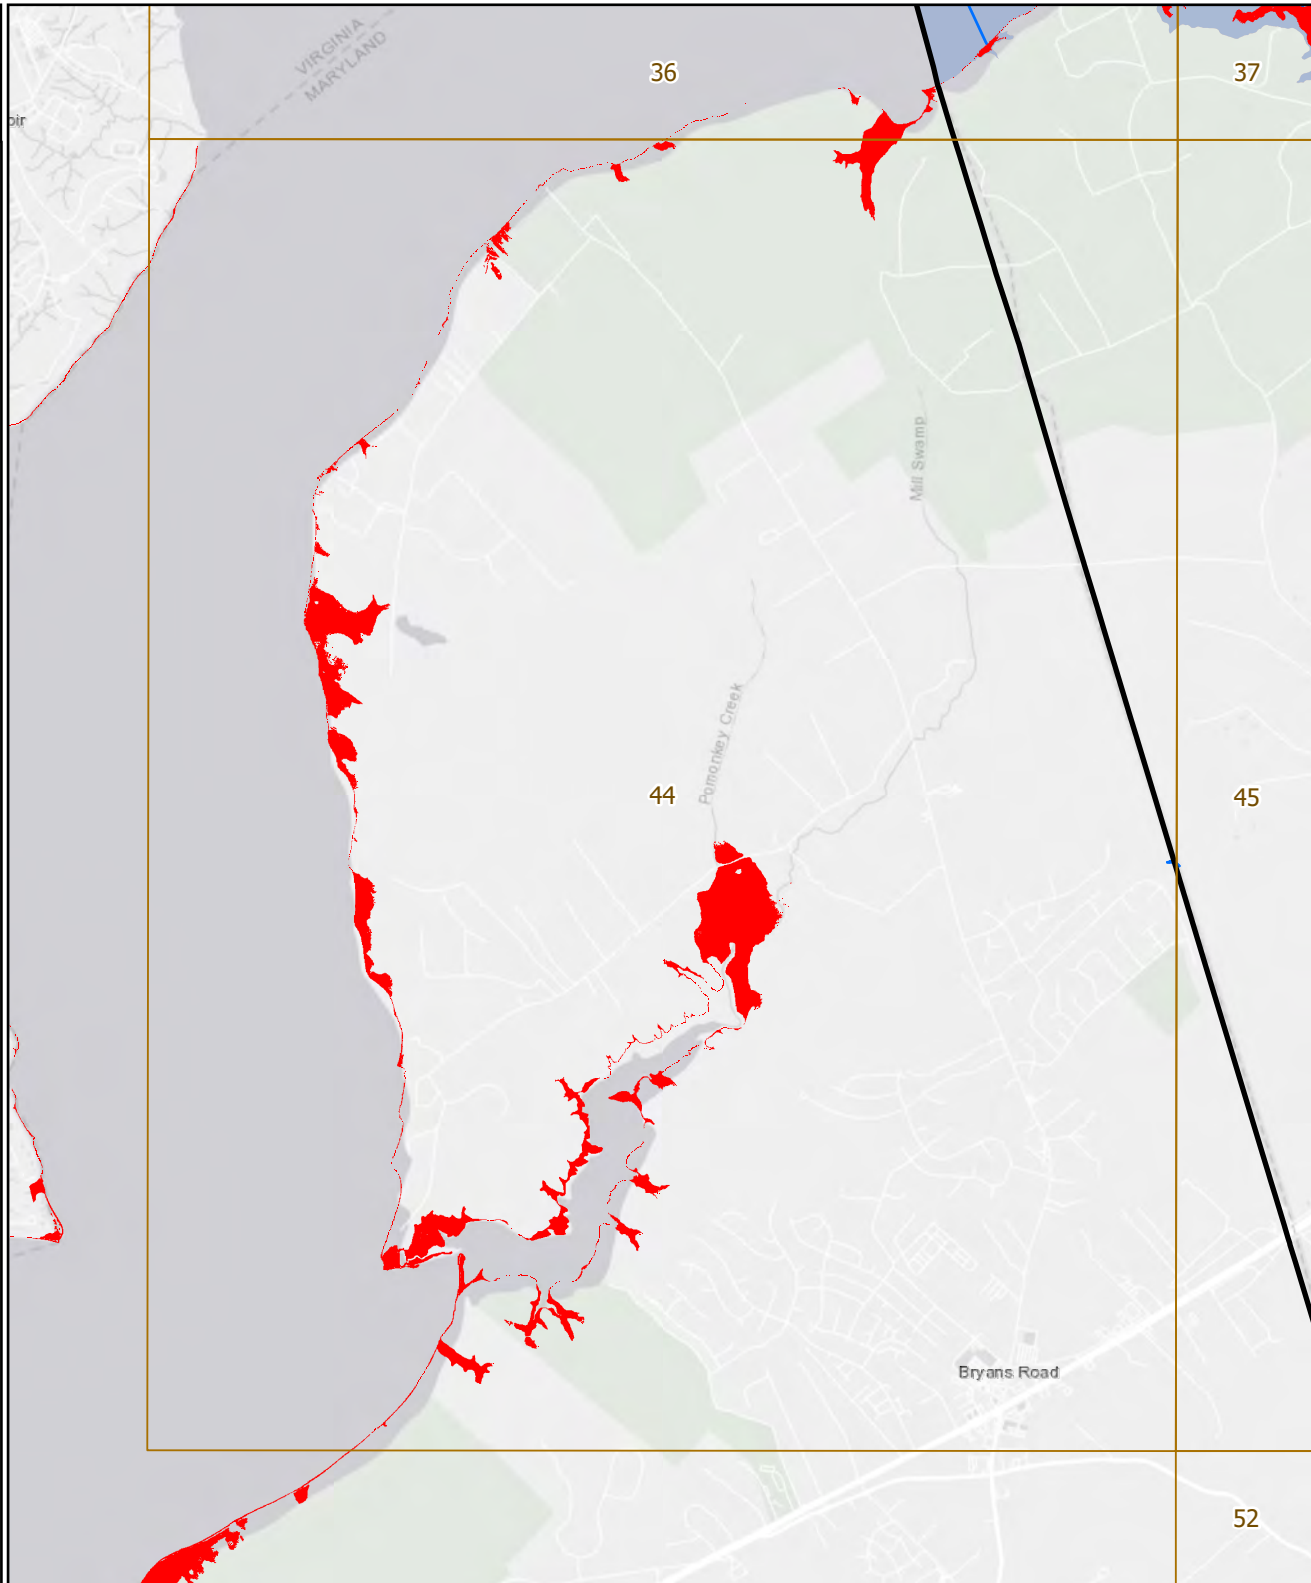 VIRGINIA
MARYLAND
36
37
oir
Mill Swamp
Pomonkey Creek
44
45
Bryans Road
52